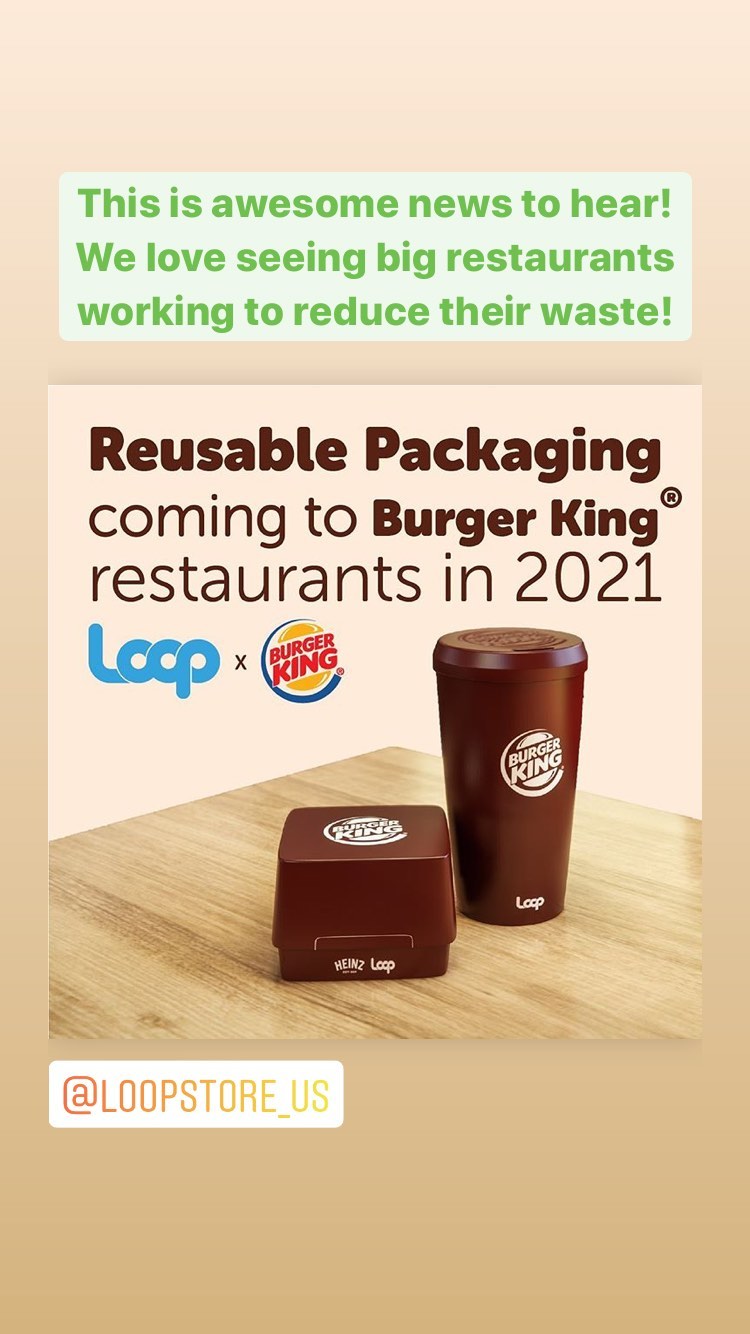 This is awesome news to hear!
We love seeing big restaurants
working to reduce their waste!
Reusable Packaging
coming to Burger King®
restaurants in 2021
Loop x BURGER KING®
BURGER
KING
Loop
BURGER
KING
HEINZ Loop
@LOOPSTORE_US